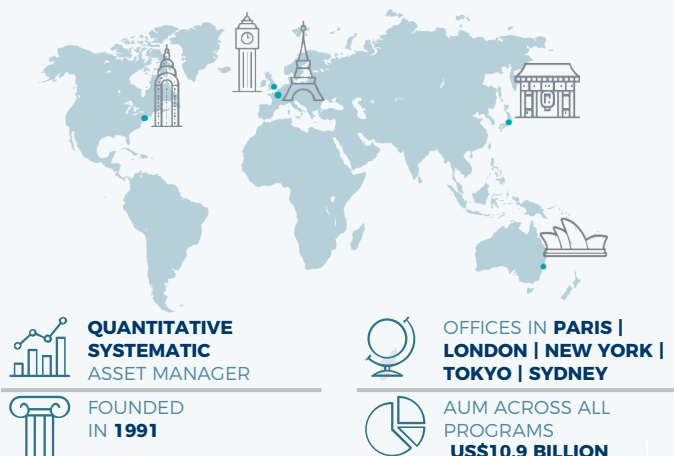 QUANTITATIVE
SYSTEMATIC
ASSET MANAGER
OFFICES IN PARIS |
LONDON | NEW YORK |
TOKYO | SYDNEY
FOUNDED
IN 1991
AUM ACROSS ALL
PROGRAMS
US$10.9 BILLION